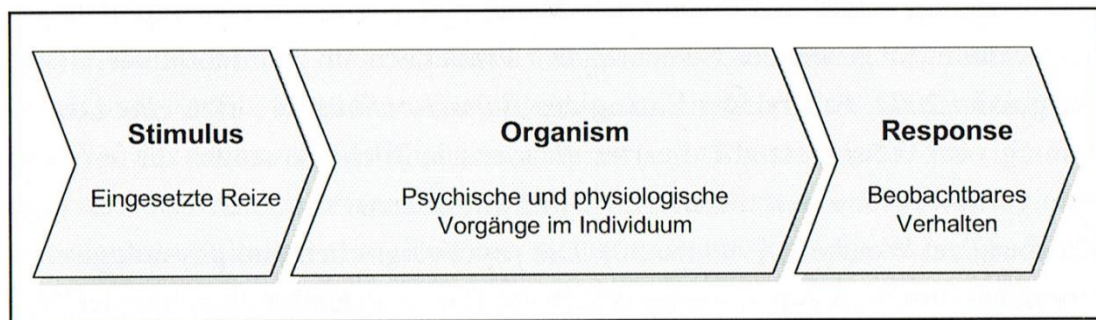 Stimulus
Eingesetzte Reize
Organism
Psychische und physiologische
Vorgänge im Individuum
Response
Beobachtbares
Verhalten